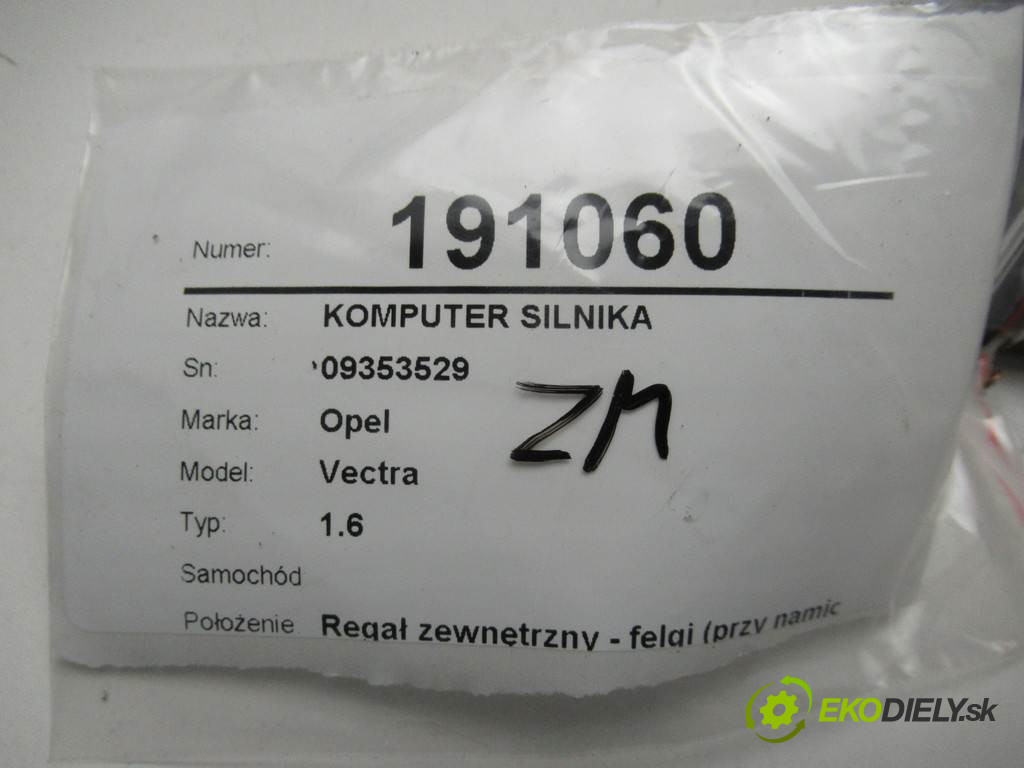 Numer: 191060
Nazwa: KOMPUTER SILNIKA
Sn: 09353529
Marka: Opel
ZM
Model: Vectra
Typ: 1.6
Samochód
Położenie Regał zewnętrzny - felgi (przy namic
EKODIELY.sk